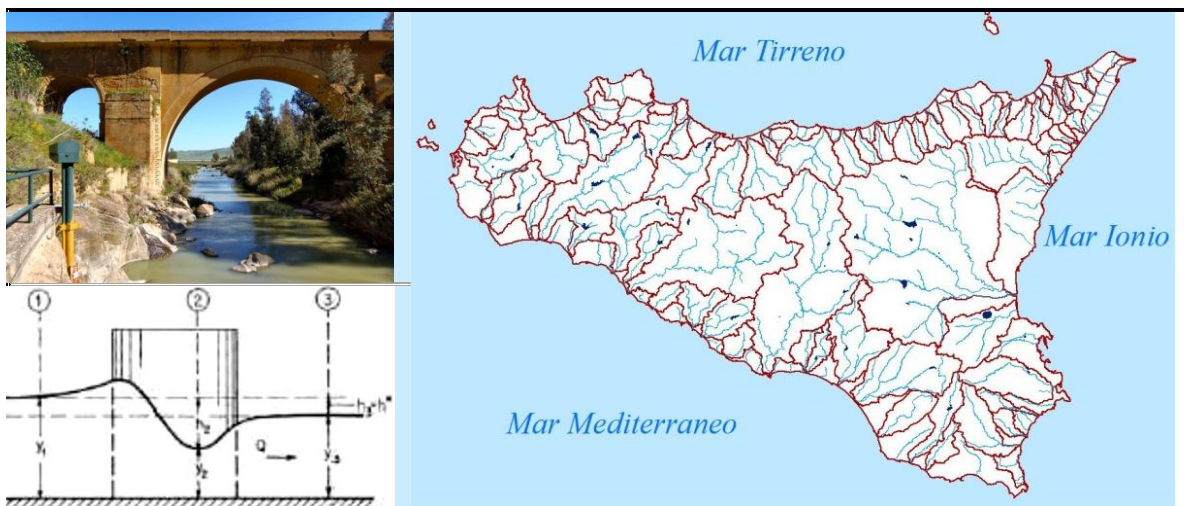 Mar Tirreno
Mar Ionio
Mar Mediterraneo
1
2
3
h₂
h₃=h*
y₁
y₂
Q
y₃